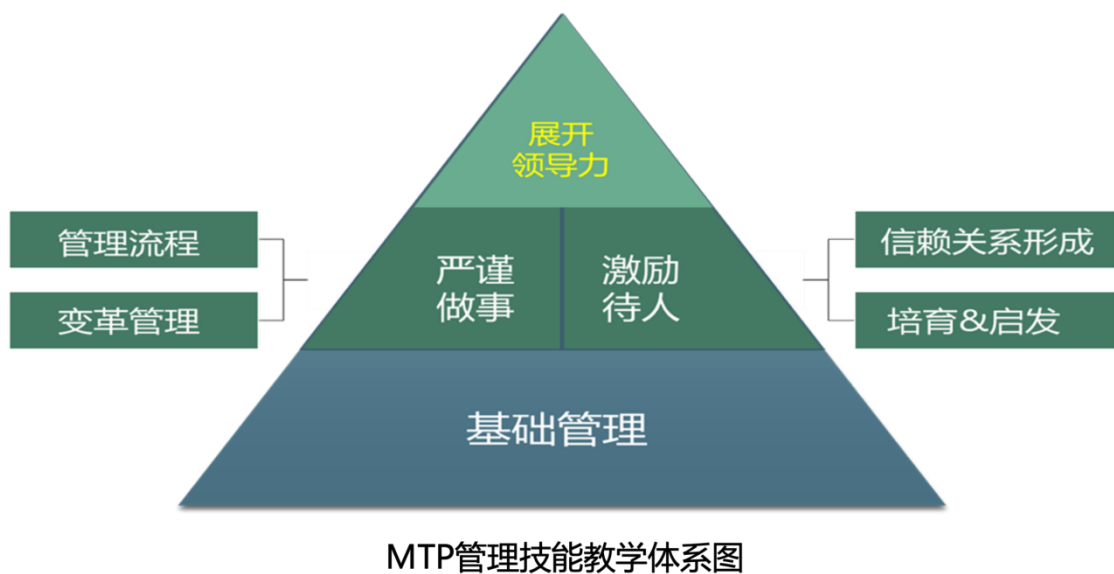 展开
领导力
管理流程
变革管理
严谨
做事
激励
待人
信赖关系形成
培育&启发
基础管理
MTP管理技能教学体系图